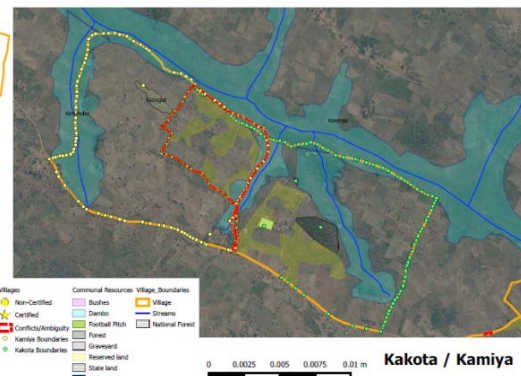 Kasongole
Kasenga
Villages
Non-Certified
Certified
Conflicts/Ambiguity
Kamiya Boundaries
Kakota Boundaries
Communal Resources
Bushes
Dambo
Football Pitch
Forest
Graveyard
Reserved land
State land
Village_Boundaries
Village
Streams
National Forest
0 0.0025 0.005 0.0075 0.01 m
Kakota / Kamiya